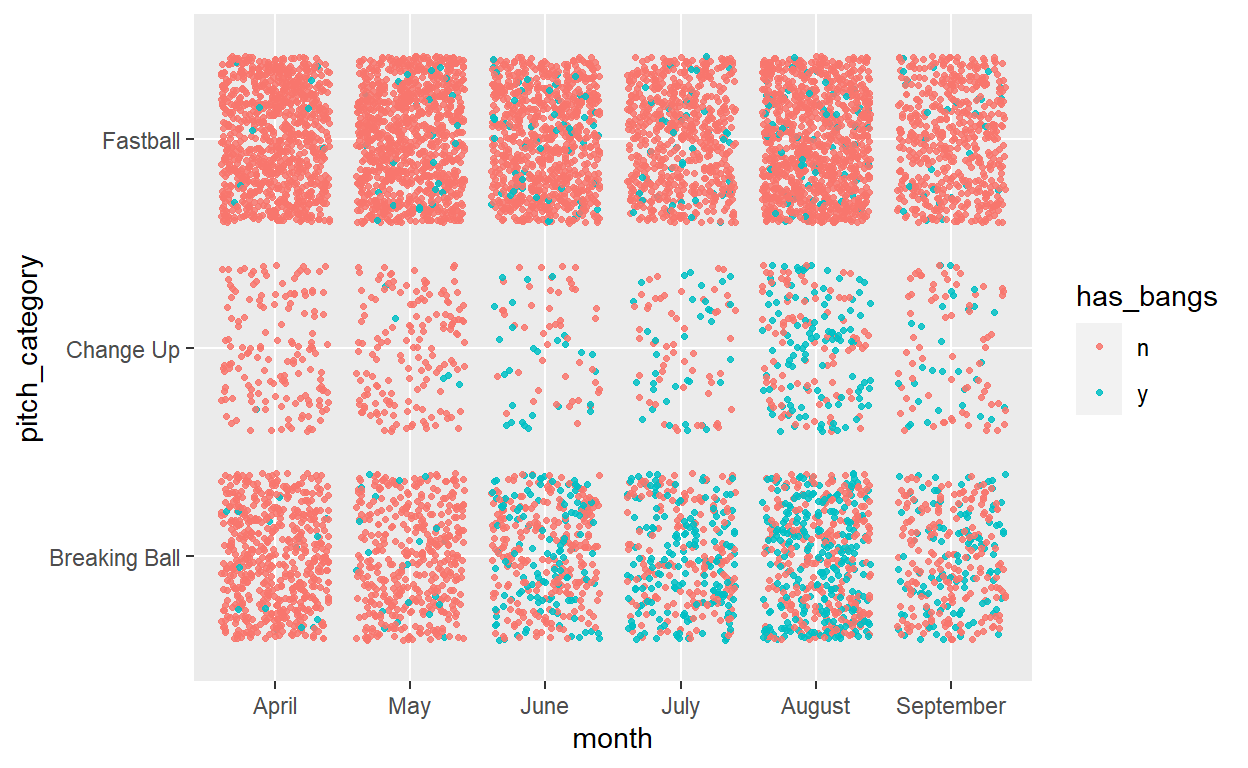 pitch_category
Fastball
Change Up
Breaking Ball
April May June July August September
month
has_bangs
n
y